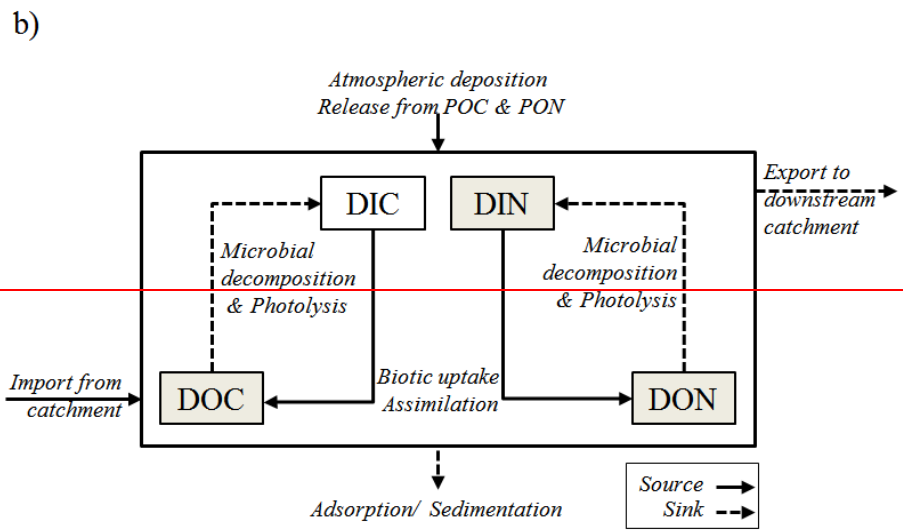 b)
Atmospheric deposition
Release from POC & PON
Export to
downstream
catchment
DIC
DIN
Microbial
decomposition
& Photolysis
Microbial
decomposition
& Photolysis
Import from
catchment
DOC
Biotic uptake
Assimilation
DON
Adsorption/ Sedimentation
Source
Sink